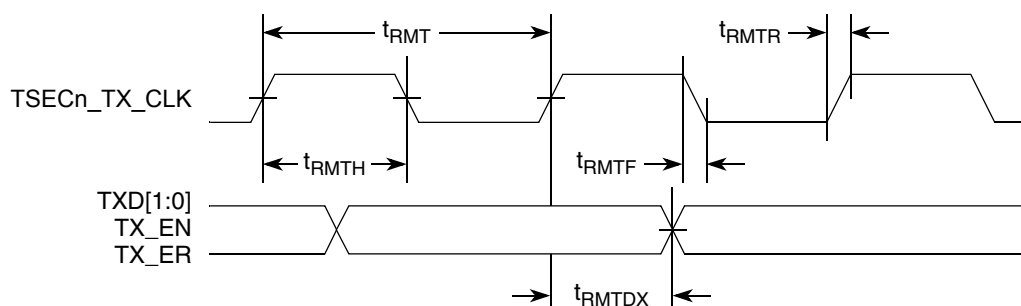 tRMT
tRMTR
TSECn_TX_CLK
tRMTH
tRMTF
TXD[1:0]
TX_EN
TX_ER
tRMTDX